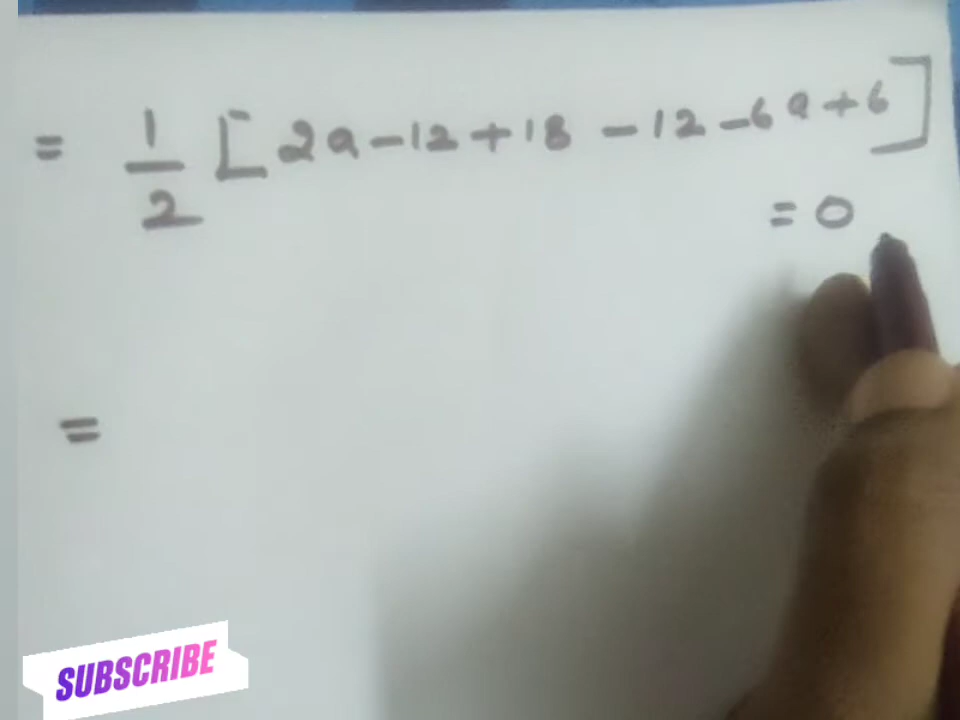 = 1/2 [ 2a - 12 + 18 - 12 - 6a + 6 ]
= 0
=
SUBSCRIBE